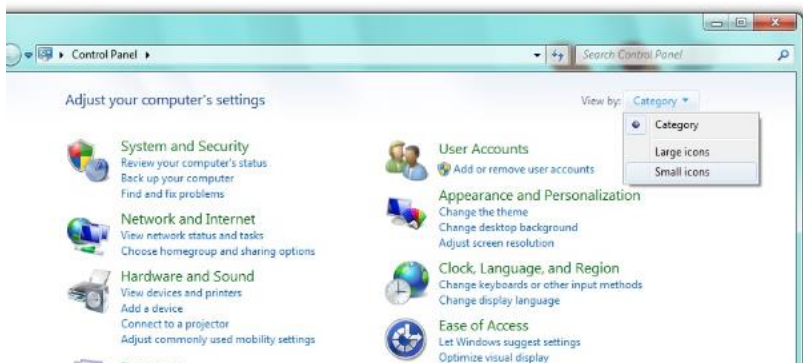 Control Panel
Search Control Panel
Adjust your computer's settings
View by: Category
Category
Large icons
Small icons
System and Security
Review your computer's status
Back up your computer
Find and fix problems
Network and Internet
View network status and tasks
Choose homegroup and sharing options
Hardware and Sound
View devices and printers
Add a device
Connect to a projector
Adjust commonly used mobility settings
User Accounts
Add or remove user accounts
Appearance and Personalization
Change the theme
Change desktop background
Adjust screen resolution
Clock, Language, and Region
Change keyboards or other input methods
Change display language
Ease of Access
Let Windows suggest settings
Optimize visual display